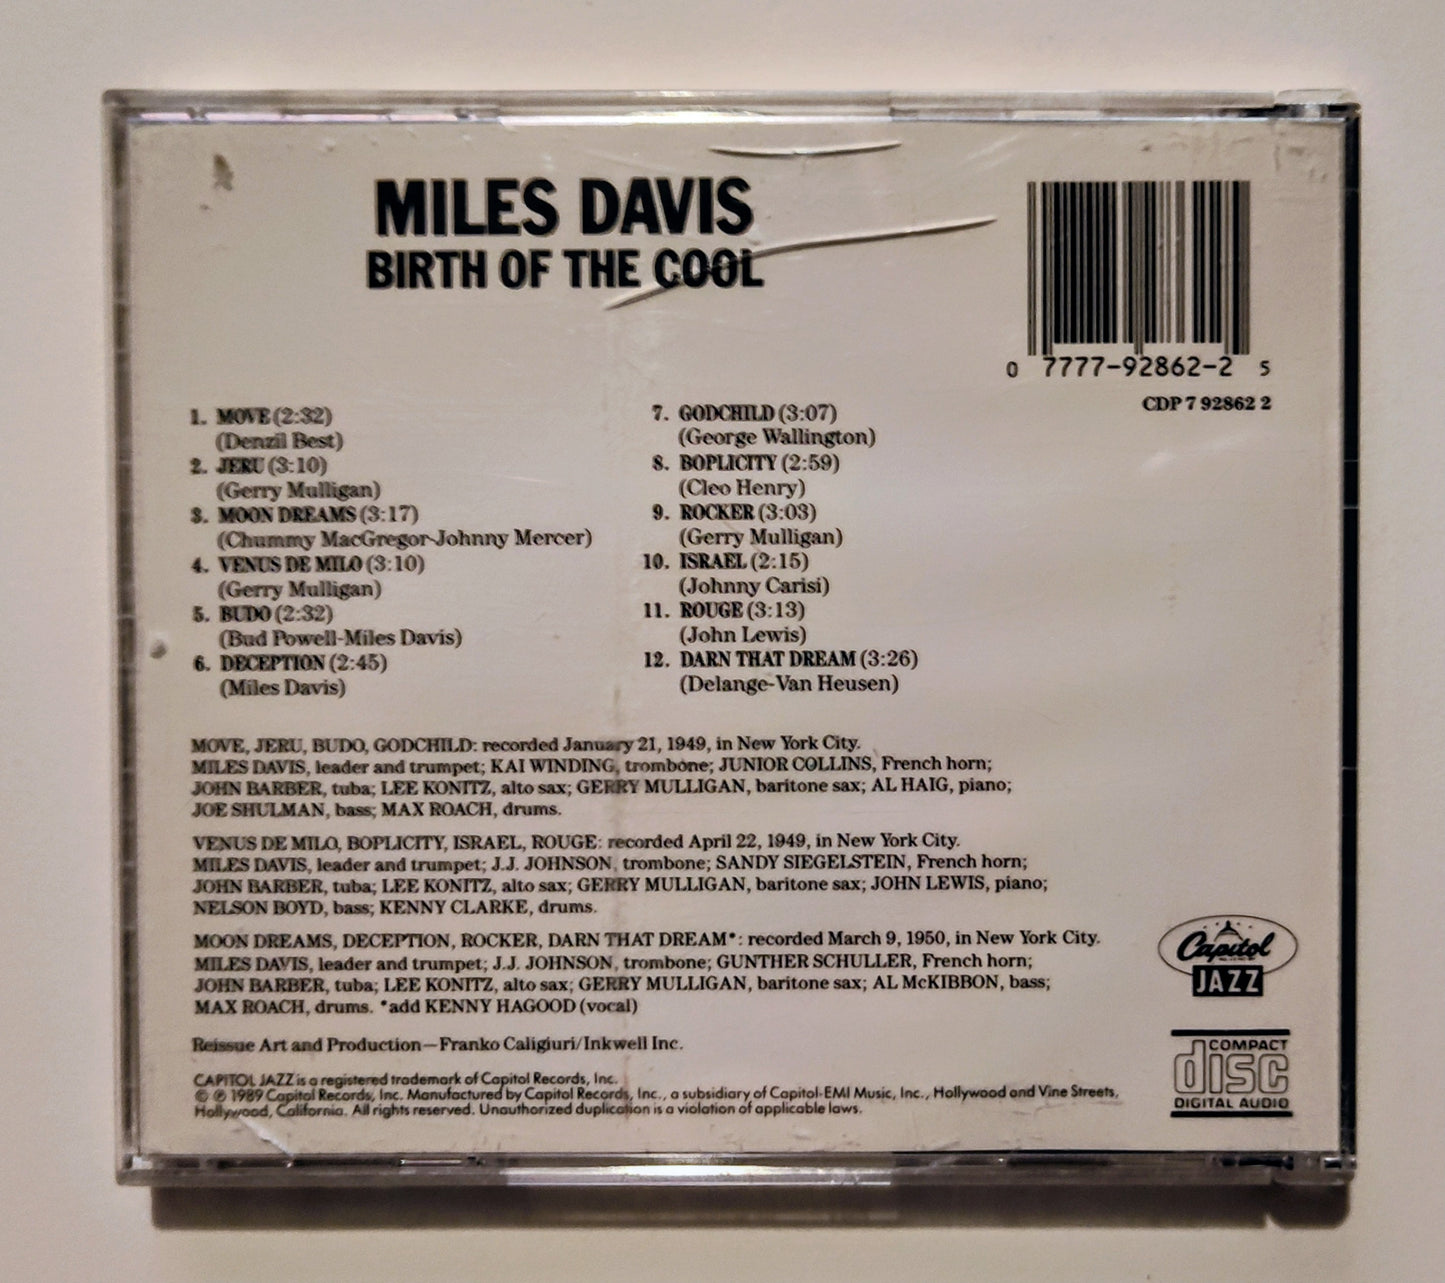 MILES DAVIS
BIRTH OF THE COOL
0 7777-92862-2 5
CDP 7 92862 2
1. MOVE (2:32)
(Denzil Best)
2. JERU (3:10)
(Gerry Mulligan)
3. MOON DREAMS (3:17)
(Chummy MacGregor-Johnny Mercer)
4. VENUS DE MILO (3:10)
(Gerry Mulligan)
5. BUDO (2:32)
(Bud Powell-Miles Davis)
6. DECEPTION (2:45)
(Miles Davis)
7. GODCHILD (3:07)
(George Wallington)
8. BOPLICITY (2:59)
(Cleo Henry)
9. ROCKER (3:03)
(Gerry Mulligan)
10. ISRAEL (2:15)
(Johnny Carisi)
11. ROUGE (3:13)
(John Lewis)
12. DARN THAT DREAM (3:26)
(Delange-Van Heusen)
MOVE, JERU, BUDO, GODCHILD: recorded January 21, 1949, in New York City.
MILES DAVIS, leader and trumpet; KAI WINDING, trombone; JUNIOR COLLINS, French horn;
JOHN BARBER, tuba; LEE KONITZ, alto sax; GERRY MULLIGAN, baritone sax; AL HAIG, piano;
JOE SHULMAN, bass; MAX ROACH, drums.
VENUS DE MILO, BOPLICITY, ISRAEL, ROUGE: recorded April 22, 1949, in New York City.
MILES DAVIS, leader and trumpet; J.J. JOHNSON, trombone; SANDY SIEGELSTEIN, French horn;
JOHN BARBER, tuba; LEE KONITZ, alto sax; GERRY MULLIGAN, baritone sax; JOHN LEWIS, piano;
NELSON BOYD, bass; KENNY CLARKE, drums.
MOON DREAMS, DECEPTION, ROCKER, DARN THAT DREAM*: recorded March 9, 1950, in New York City.
MILES DAVIS, leader and trumpet; J.J. JOHNSON, trombone; GUNTHER SCHULLER, French horn;
JOHN BARBER, tuba; LEE KONITZ, alto sax; GERRY MULLIGAN, baritone sax; AL McKIBBON, bass;
MAX ROACH, drums. *add KENNY HAGOOD (vocal)
Reissue Art and Production—Franko Caligiuri/Inkwell Inc.
CAPITOL JAZZ is a registered trademark of Capitol Records, Inc.
© ℗ 1989 Capitol Records, Inc. Manufactured by Capitol Records, Inc., a subsidiary of Capitol-EMI Music, Inc., Hollywood and Vine Streets,
Hollywood, California. All rights reserved. Unauthorized duplication is a violation of applicable laws.
Capitol
JAZZ
COMPACT
disc
DIGITAL AUDIO